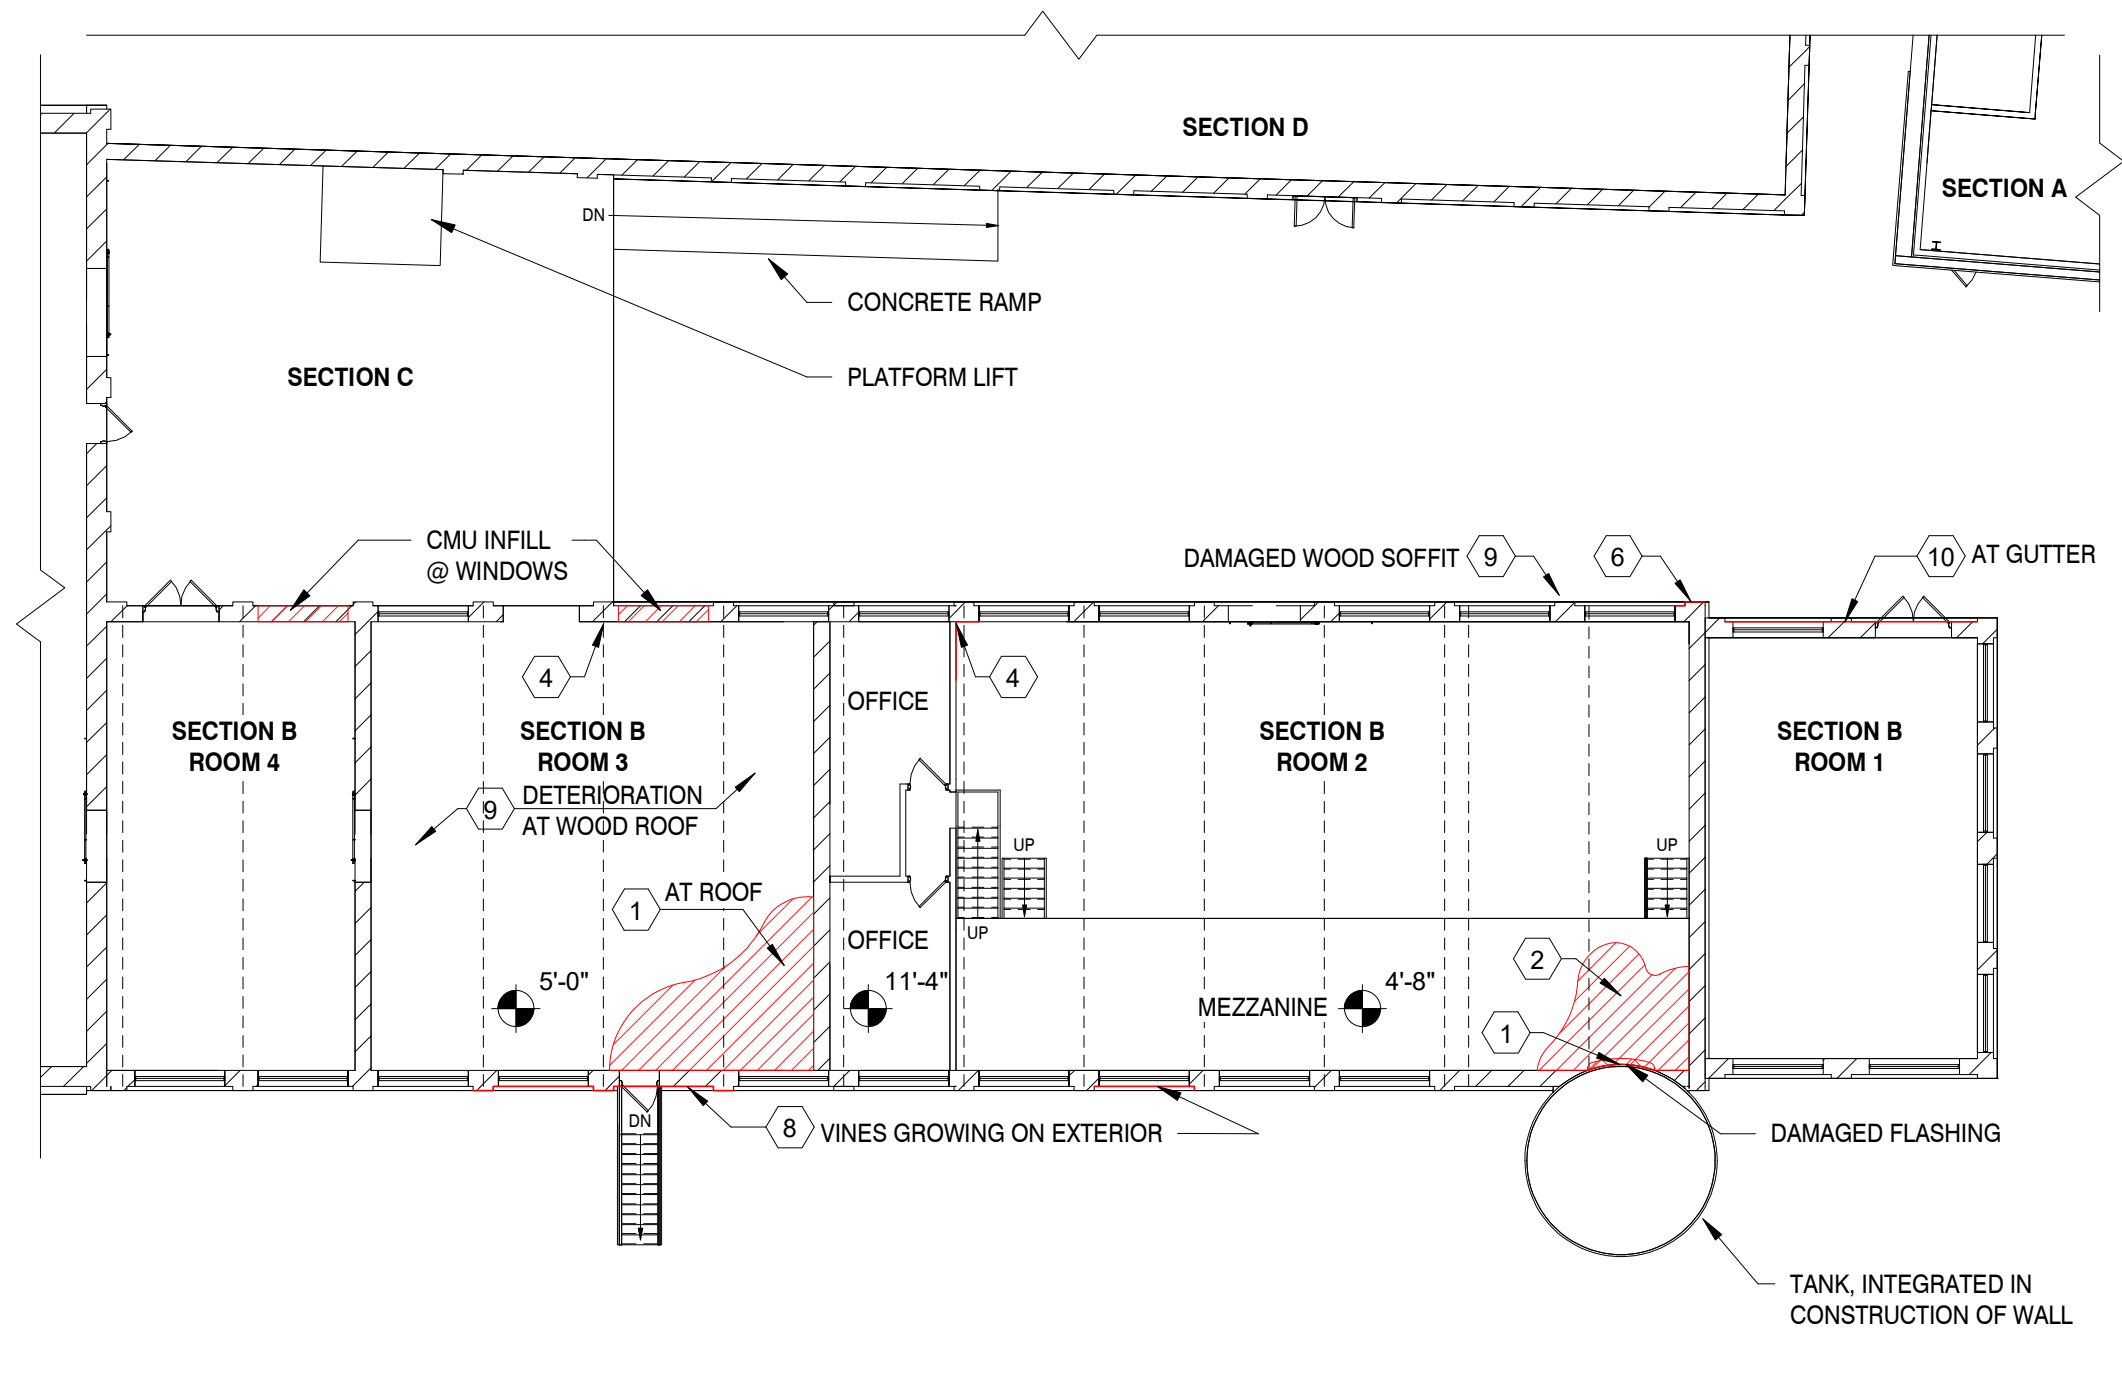 SECTION D
SECTION A
DN
CONCRETE RAMP
SECTION C
PLATFORM LIFT
CMU INFILL
@ WINDOWS
DAMAGED WOOD SOFFIT 9
6
10 AT GUTTER
4
4
OFFICE
SECTION B
ROOM 4
SECTION B
ROOM 3
SECTION B
ROOM 2
SECTION B
ROOM 1
9 DETERIORATION
AT WOOD ROOF
UP
UP
1 AT ROOF
OFFICE
UP
2
5'-0"
11'-4"
4'-8"
MEZZANINE
1
DN
8 VINES GROWING ON EXTERIOR
DAMAGED FLASHING
TANK, INTEGRATED IN
CONSTRUCTION OF WALL